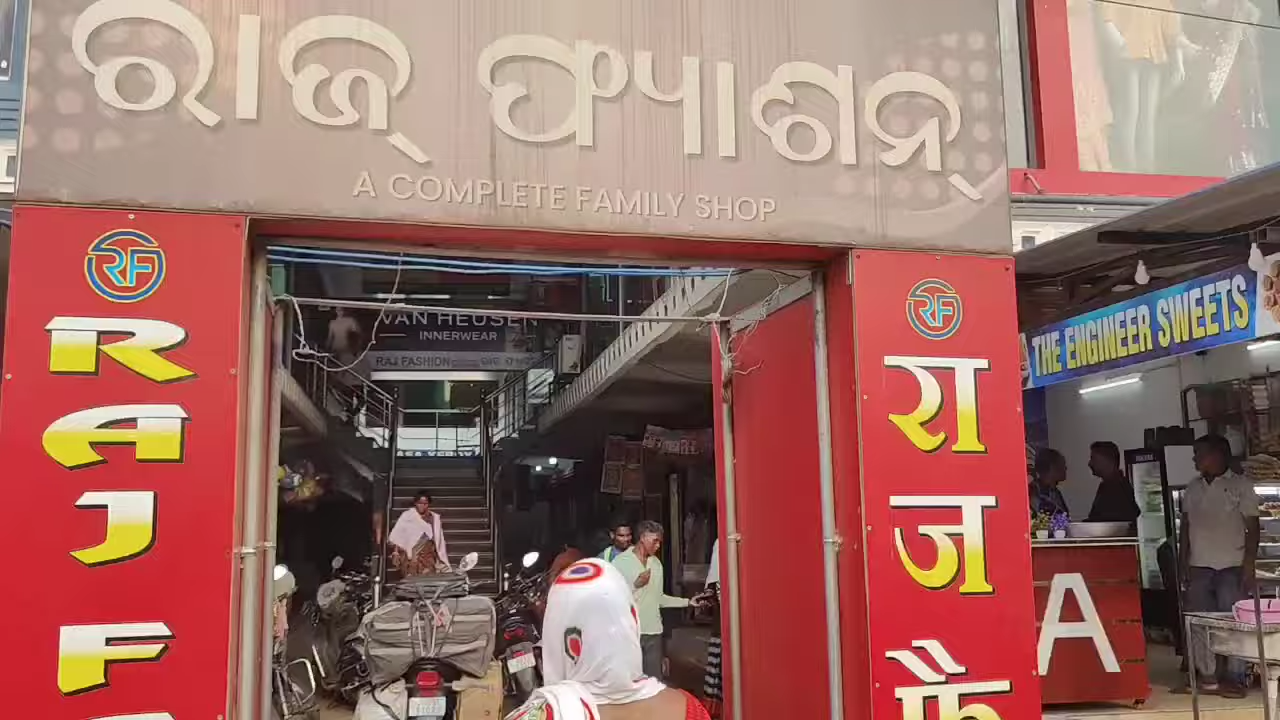 ରାଜ୍ ଫ୍ୟାଶନ୍
A COMPLETE FAMILY SHOP
RF
RAJ F
VAN HEUSEN
INNERWEAR
RAJ FASHION
RF
राज फै
THE ENGINEER SWEETS
A